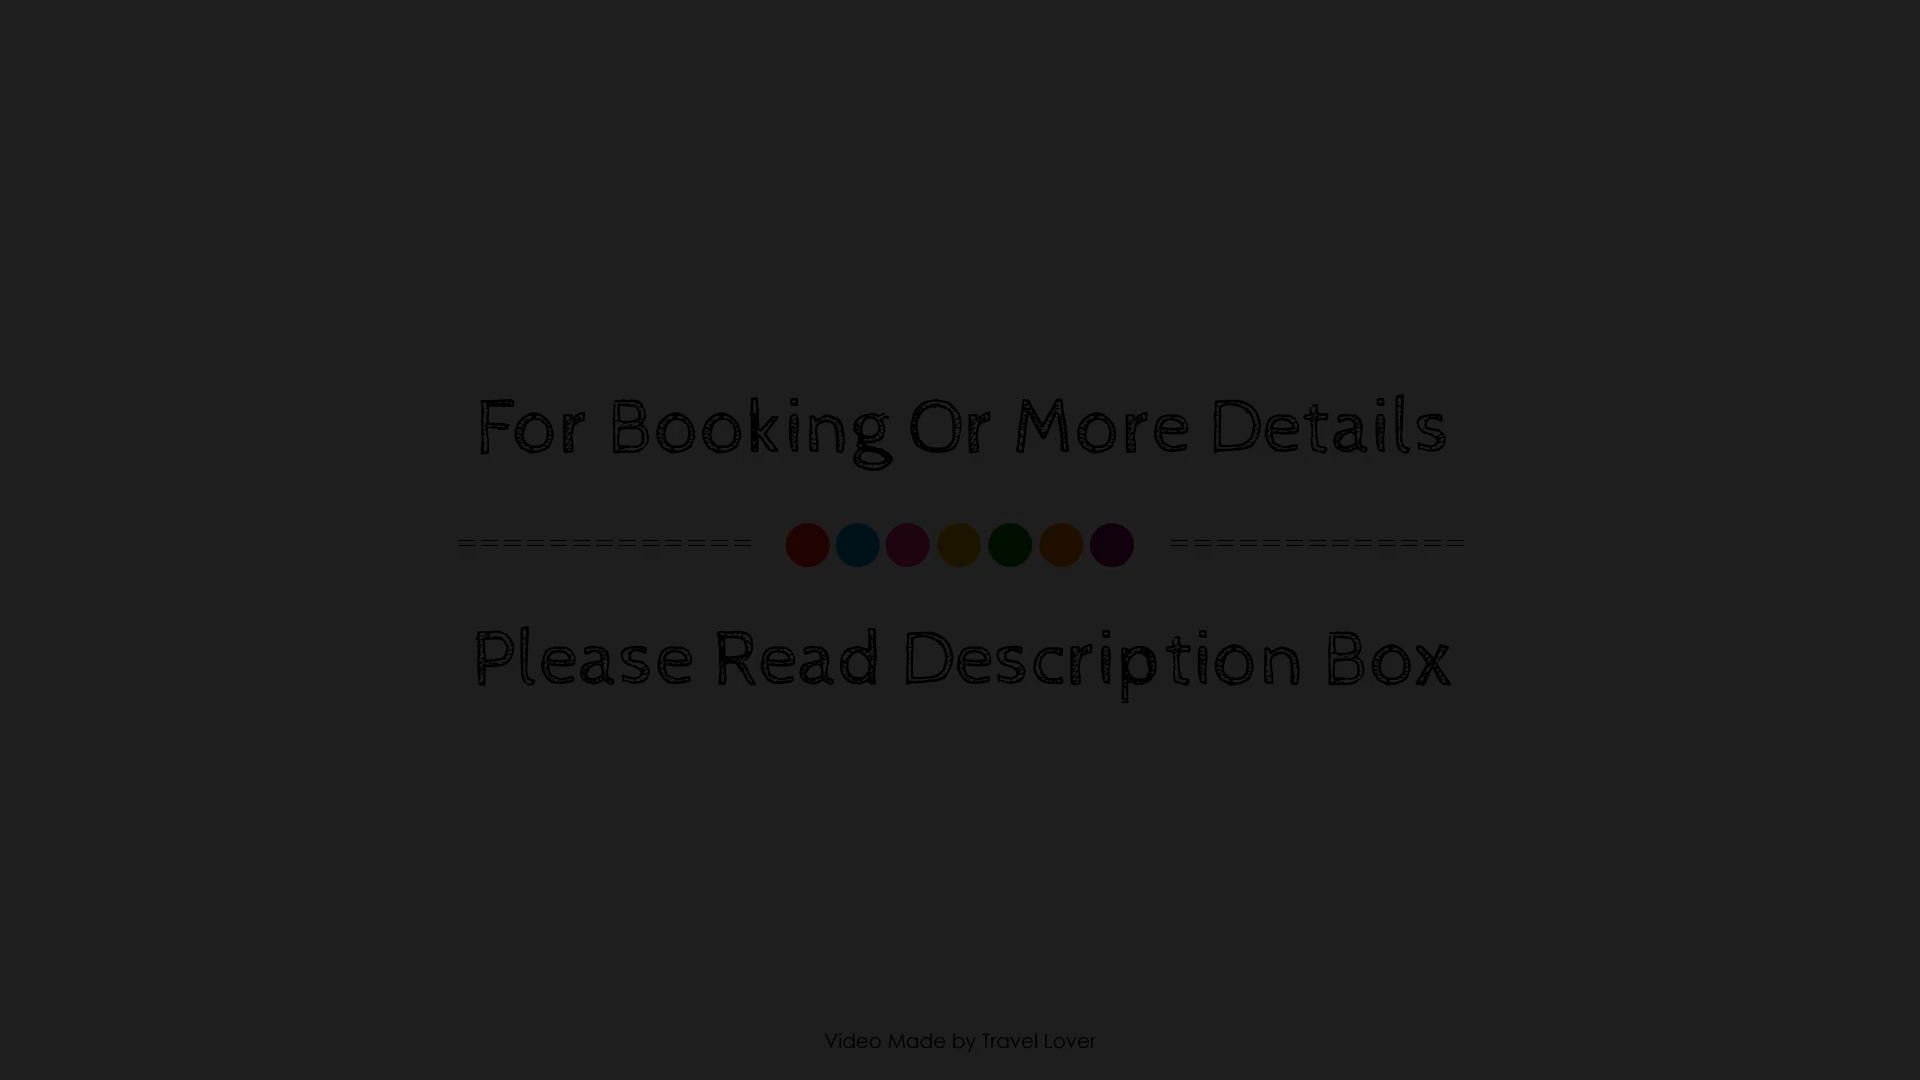 For Booking Or More Details
============= =============
Please Read Description Box
Video Made by Travel Lover